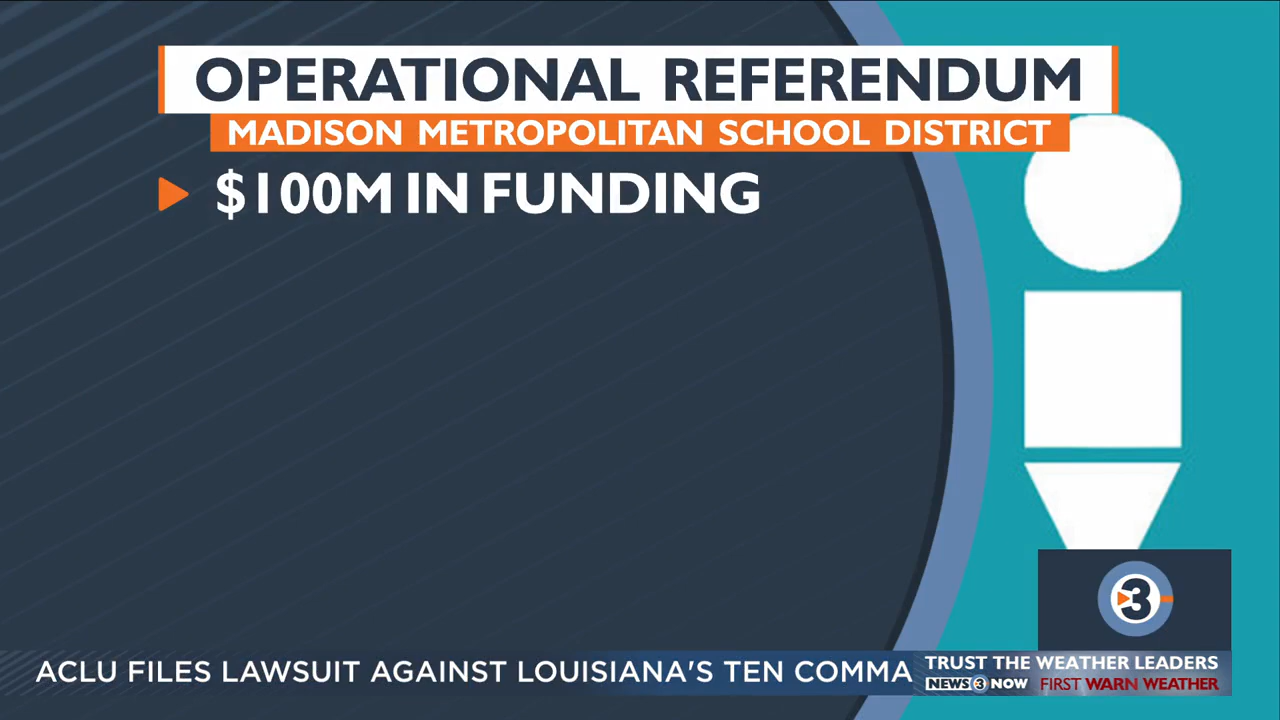 OPERATIONAL REFERENDUM
MADISON METROPOLITAN SCHOOL DISTRICT
$100M IN FUNDING
3
ACLU FILES LAWSUIT AGAINST LOUISIANA'S TEN COMMA
TRUST THE WEATHER LEADERS
NEWS 3 NOW FIRST WARN WEATHER